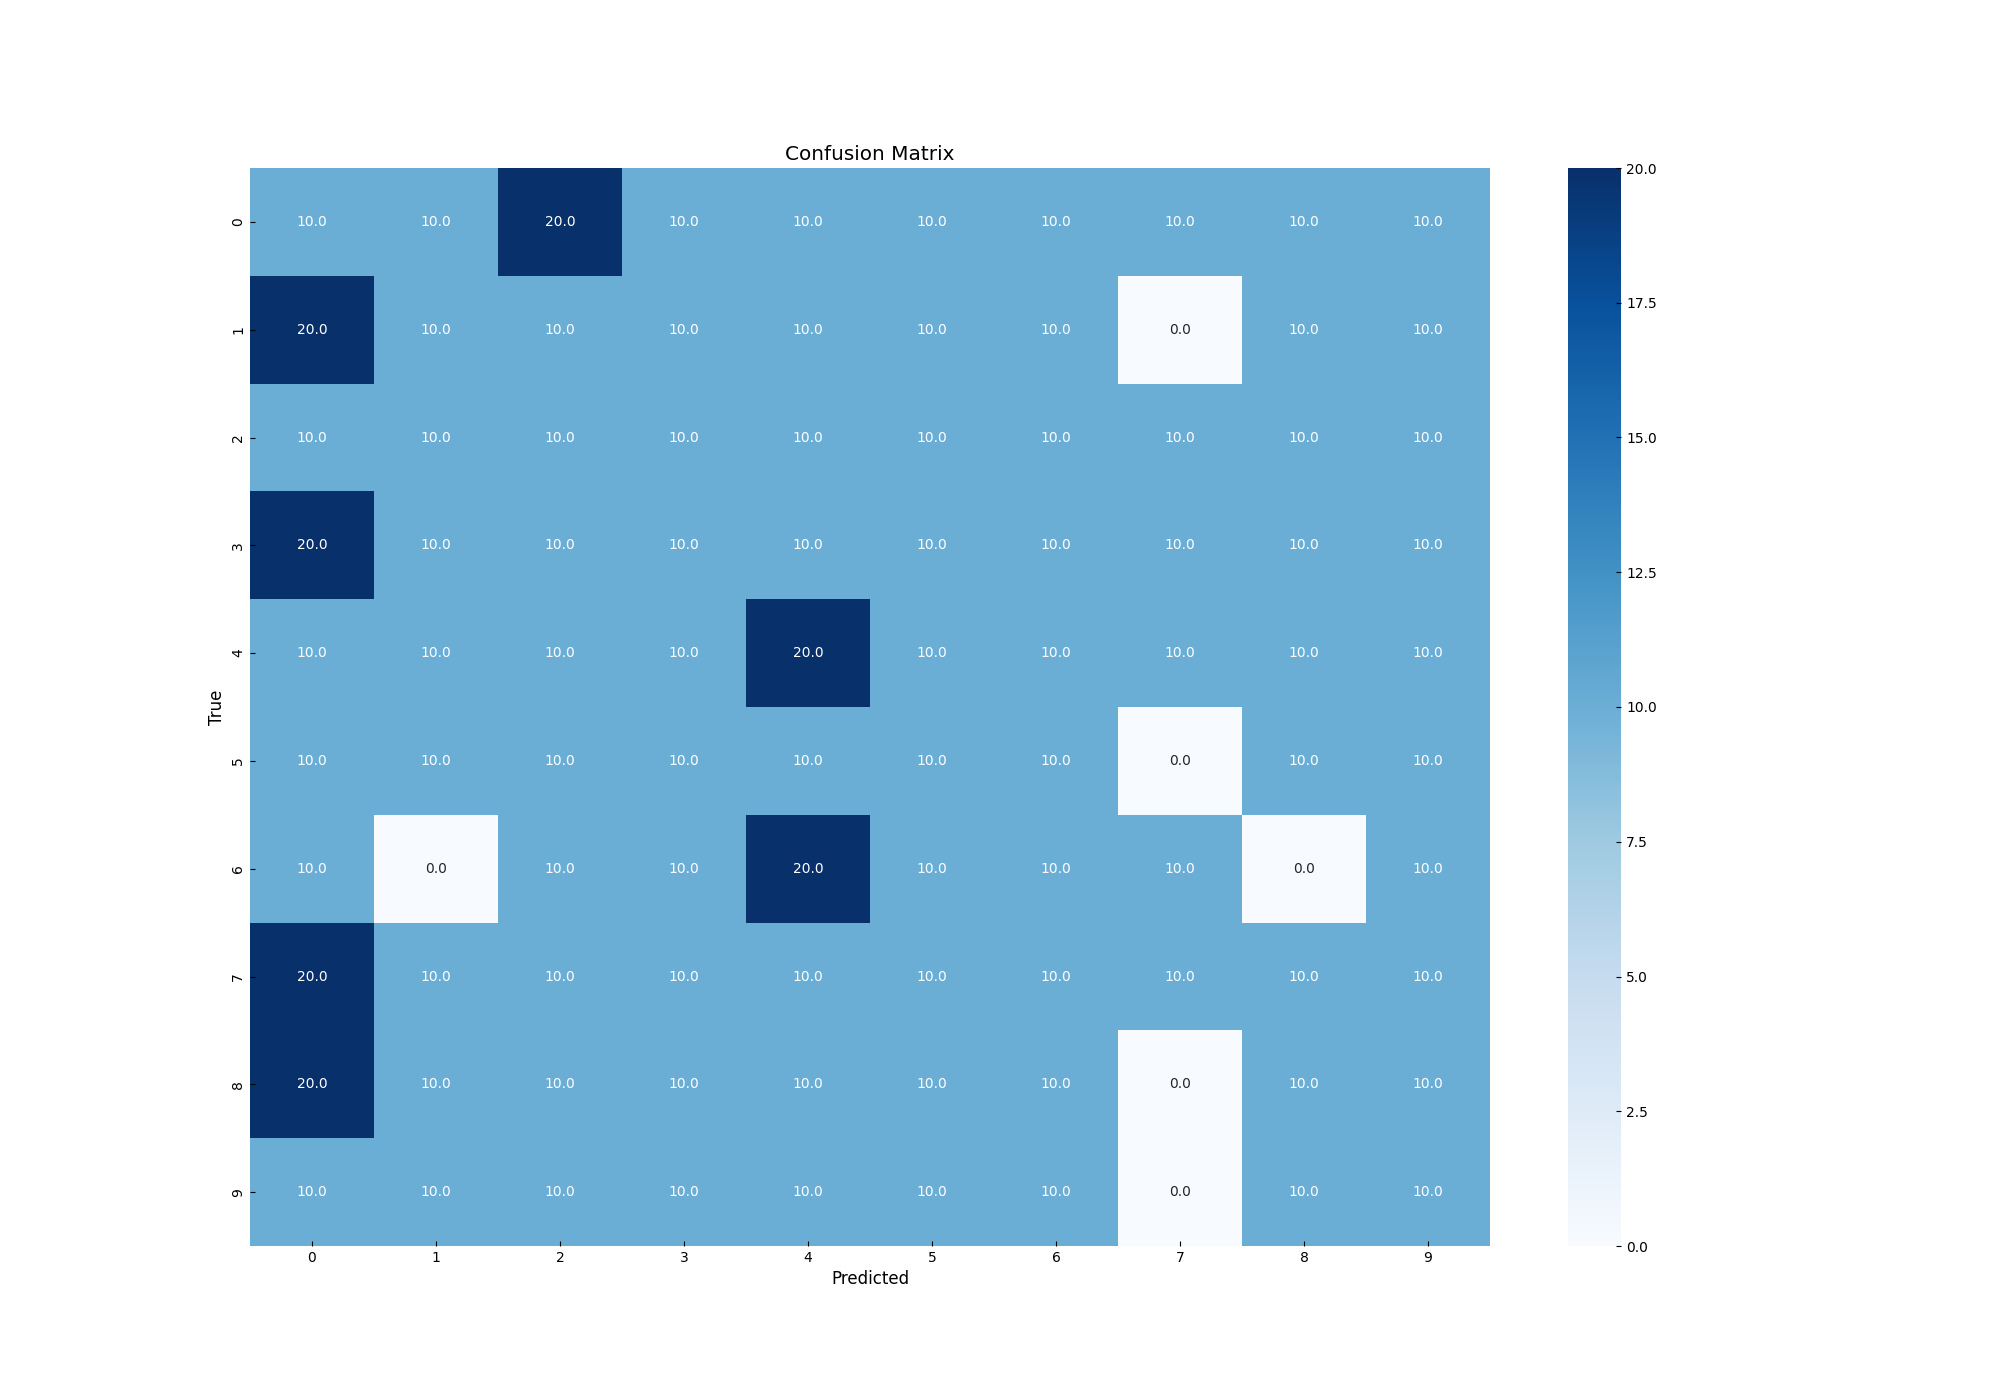 Confusion Matrix
0 10.0 10.0 20.0 10.0 10.0 10.0 10.0 10.0 10.0 10.0
1 20.0 10.0 10.0 10.0 10.0 10.0 10.0 0.0 10.0 10.0
2 10.0 10.0 10.0 10.0 10.0 10.0 10.0 10.0 10.0 10.0
3 20.0 10.0 10.0 10.0 10.0 10.0 10.0 10.0 10.0 10.0
4 10.0 10.0 10.0 10.0 20.0 10.0 10.0 10.0 10.0 10.0
5 10.0 10.0 10.0 10.0 10.0 10.0 10.0 0.0 10.0 10.0
6 10.0 0.0 10.0 10.0 20.0 10.0 10.0 10.0 0.0 10.0
7 20.0 10.0 10.0 10.0 10.0 10.0 10.0 10.0 10.0 10.0
8 20.0 10.0 10.0 10.0 10.0 10.0 10.0 0.0 10.0 10.0
9 10.0 10.0 10.0 10.0 10.0 10.0 10.0 0.0 10.0 10.0
0 1 2 3 4 5 6 7 8 9
Predicted
True
20.0
17.5
15.0
12.5
10.0
7.5
5.0
2.5
0.0